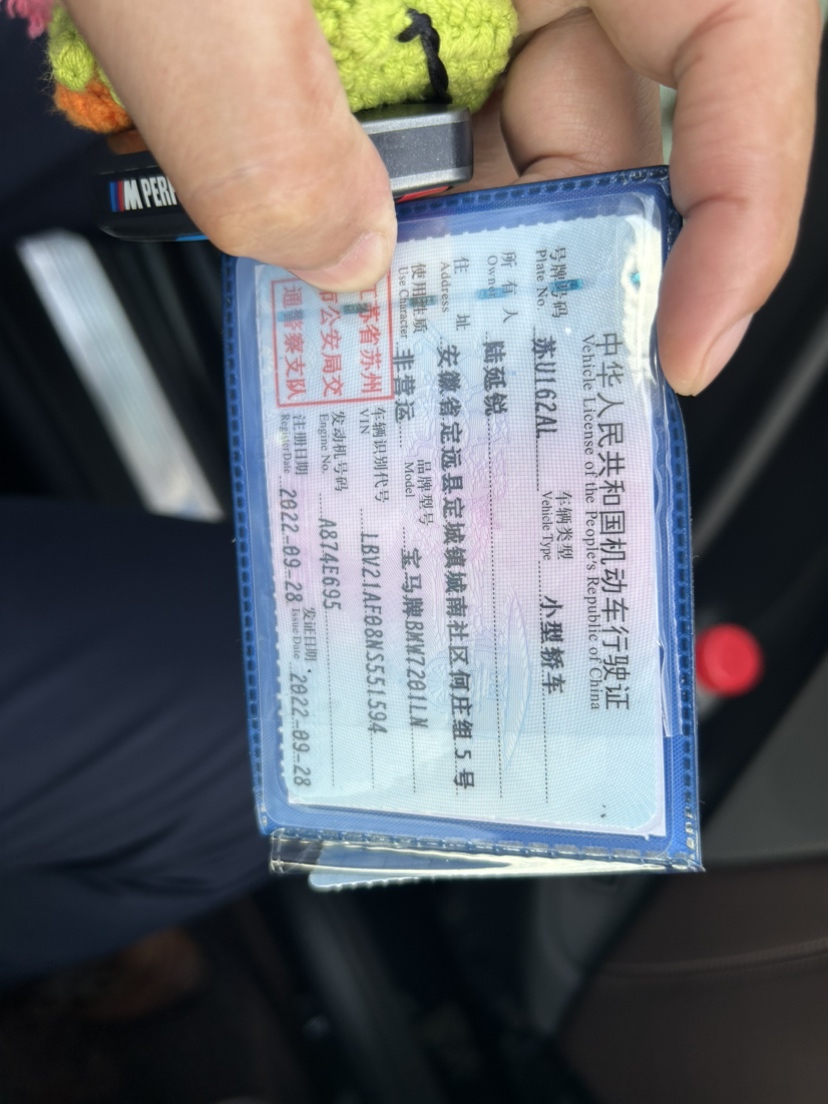 M PERF
中华人民共和国机动车行驶证
Vehicle License of the People's Republic of China
号牌号码 苏U162AL 车辆类型 小型轿车
Plate No. Vehicle Type
所有人 陆延锐
Owner
住址 安徽省定远县定城镇城南社区何庄组5号
Address
使用性质 非营运 品牌型号 宝马牌BMW7201LN
Use Character Model
江苏省苏州
市公安局交
通警察支队
车辆识别代号 LBV21AF08NS551594
VIN
发动机号码 A874E695
Engine No.
注册日期 2022-09-28 发证日期 2022-09-28
Register Date Issue Date